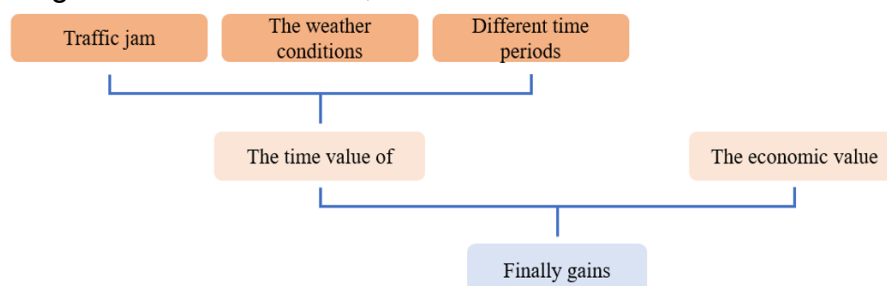 Traffic jam
The weather
conditions
Different time
periods
The time value of
The economic value
Finally gains